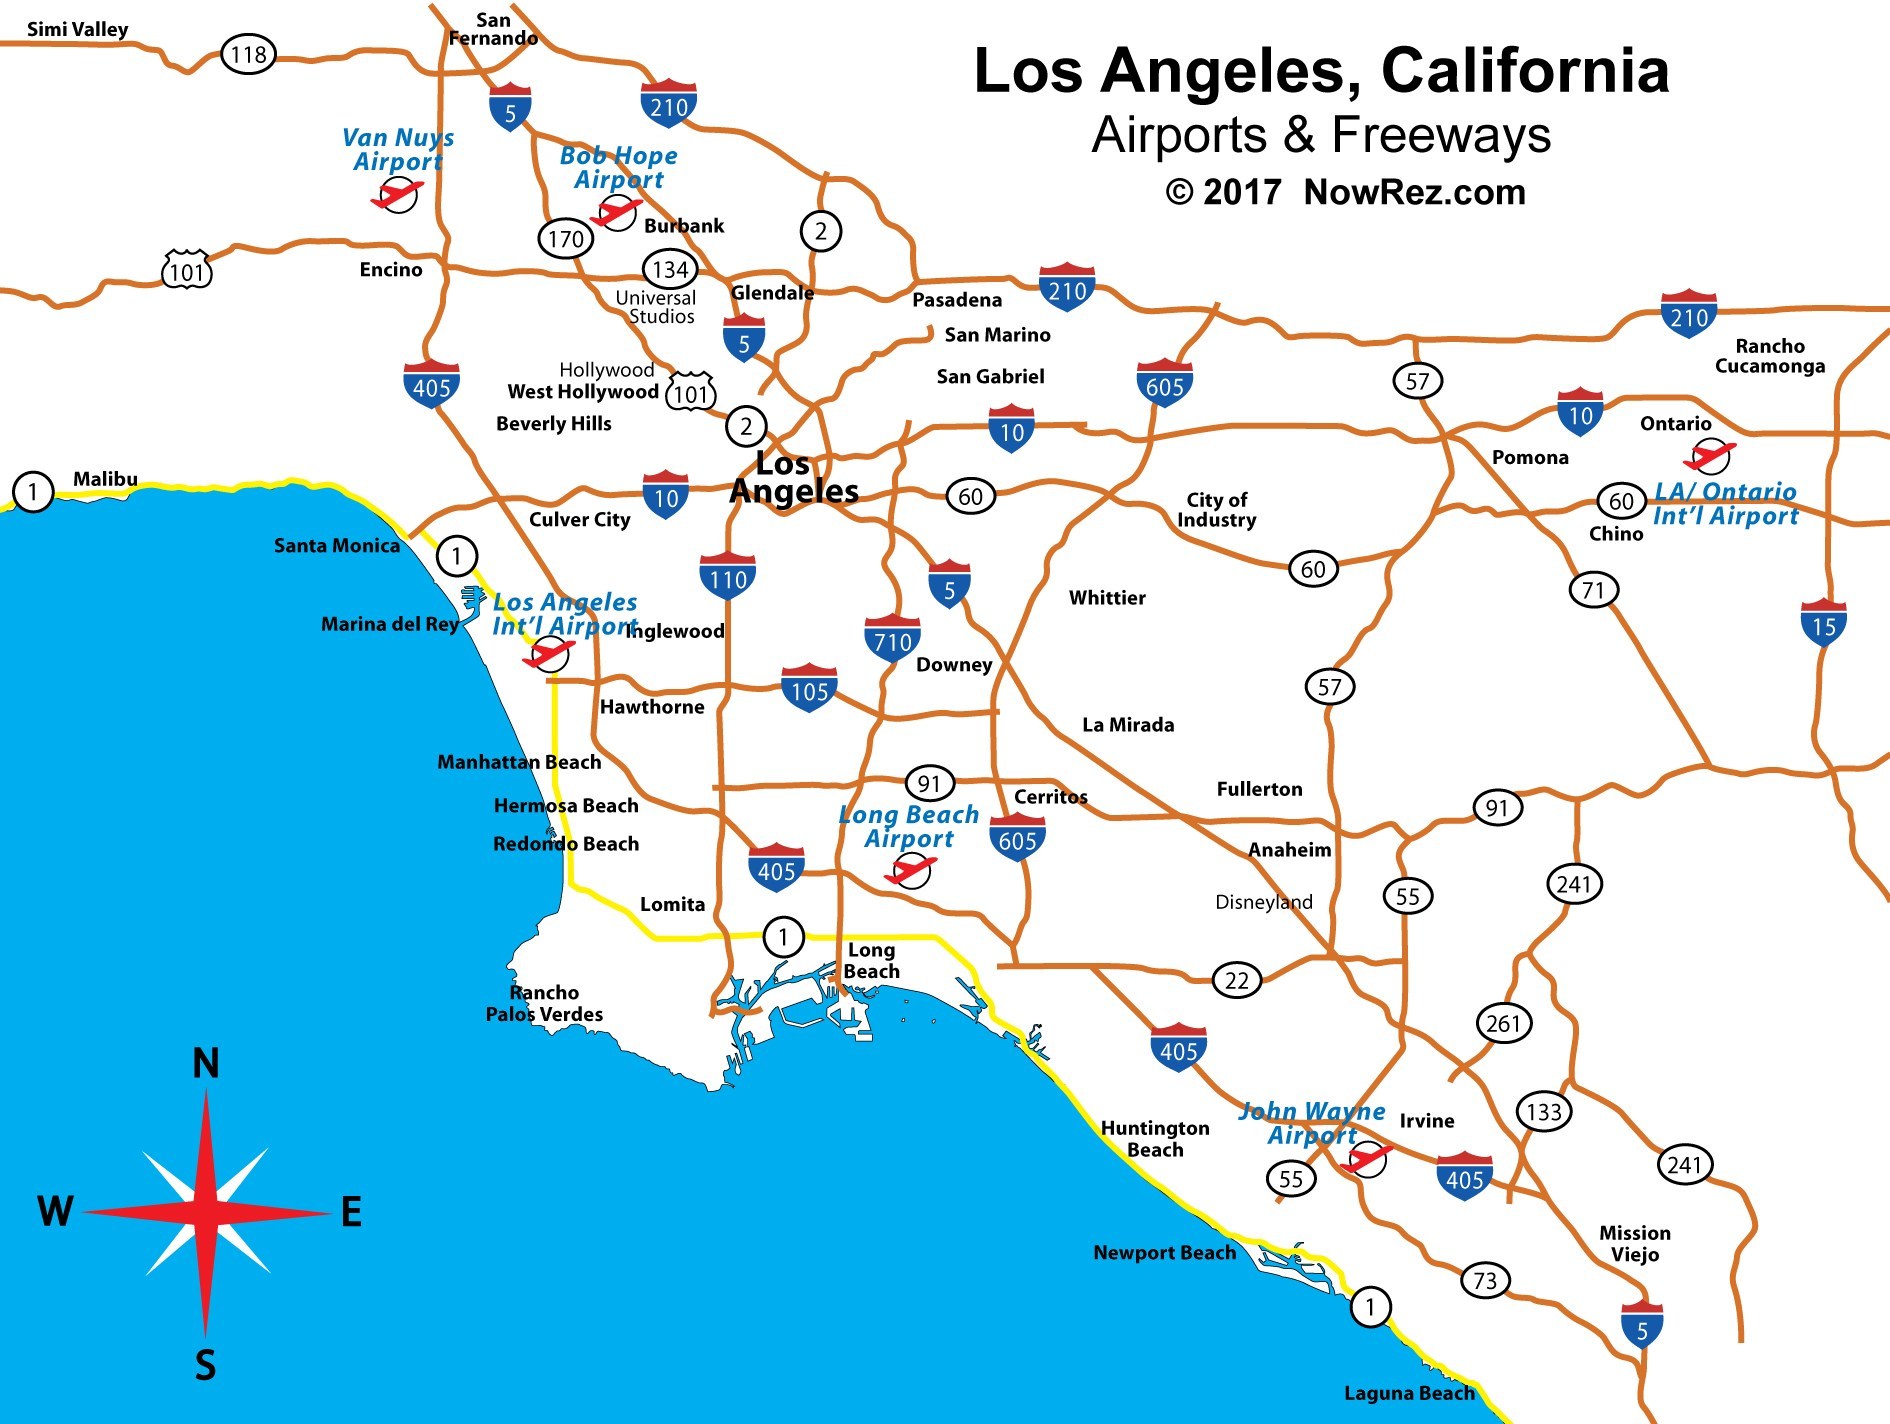 Los Angeles, California
Airports & Freeways
© 2017 NowRez.com
Simi Valley
118
San
Fernando
5
210
Van Nuys
Airport
Bob Hope
Airport
Burbank
170
2
134
101
Encino
Universal
Studios
Glendale
Pasadena
210
210
5
San Marino
Rancho
Cucamonga
Hollywood
West Hollywood
101
San Gabriel
405
605
57
Beverly Hills
2
10
10
Ontario
Pomona
Los
Angeles
1
Malibu
10
60
City of
Industry
60
LA/ Ontario
Int'l Airport
Chino
Culver City
Santa Monica
1
110
5
60
71
Whittier
Los Angeles
Int'l Airport
Marina del Rey
Inglewood
710
15
Downey
105
57
Hawthorne
La Mirada
Manhattan Beach
91
Cerritos
Fullerton
91
Hermosa Beach
Long Beach
Airport
605
Redondo Beach
405
Anaheim
241
55
Disneyland
Lomita
1
Long
Beach
22
Rancho
Palos Verdes
261
405
John Wayne
Airport
Irvine
133
Huntington
Beach
55
405
241
N
W
E
S
Newport Beach
Mission
Viejo
73
1
5
Laguna Beach